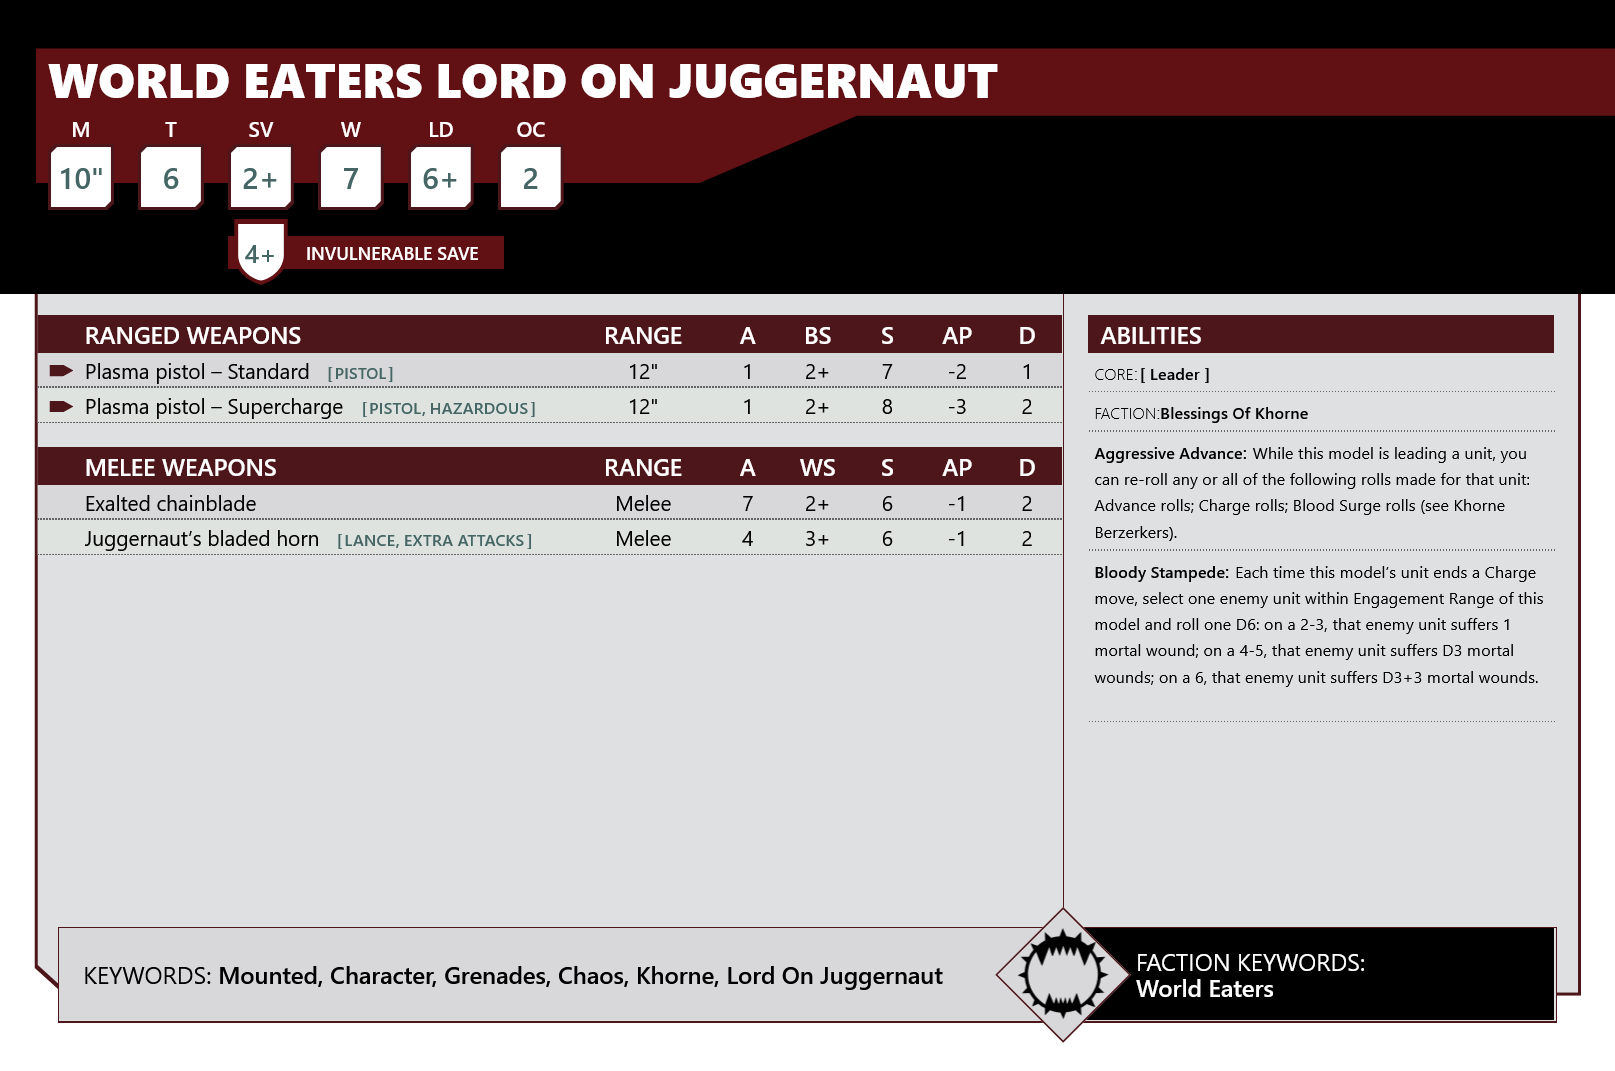 WORLD EATERS LORD ON JUGGERNAUT
M T SV W LD OC
10" 6 2+ 7 6+ 2
4+ INVULNERABLE SAVE
RANGED WEAPONS RANGE A BS S AP D
Plasma pistol – Standard [PISTOL] 12" 1 2+ 7 -2 1
Plasma pistol – Supercharge [PISTOL, HAZARDOUS] 12" 1 2+ 8 -3 2
MELEE WEAPONS RANGE A WS S AP D
Exalted chainblade Melee 7 2+ 6 -1 2
Juggernaut’s bladed horn [LANCE, EXTRA ATTACKS] Melee 4 3+ 6 -1 2
ABILITIES
CORE: [ Leader ]
FACTION:Blessings Of Khorne
Aggressive Advance: While this model is leading a unit, you
can re-roll any or all of the following rolls made for that unit:
Advance rolls; Charge rolls; Blood Surge rolls (see Khorne
Berzerkers).
Bloody Stampede: Each time this model’s unit ends a Charge
move, select one enemy unit within Engagement Range of this
model and roll one D6: on a 2-3, that enemy unit suffers 1
mortal wound; on a 4-5, that enemy unit suffers D3 mortal
wounds; on a 6, that enemy unit suffers D3+3 mortal wounds.
KEYWORDS: Mounted, Character, Grenades, Chaos, Khorne, Lord On Juggernaut
FACTION KEYWORDS:
World Eaters